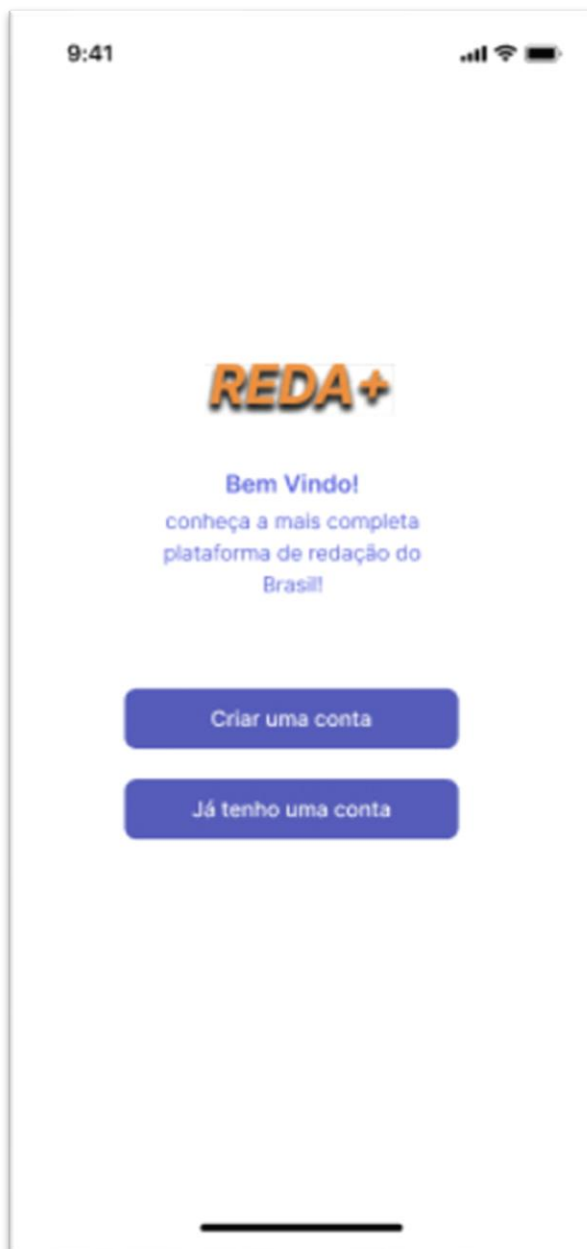 9:41
REDA+
Bem Vindo!
conheça a mais completa
plataforma de redação do
Brasil!
Criar uma conta
Já tenho uma conta